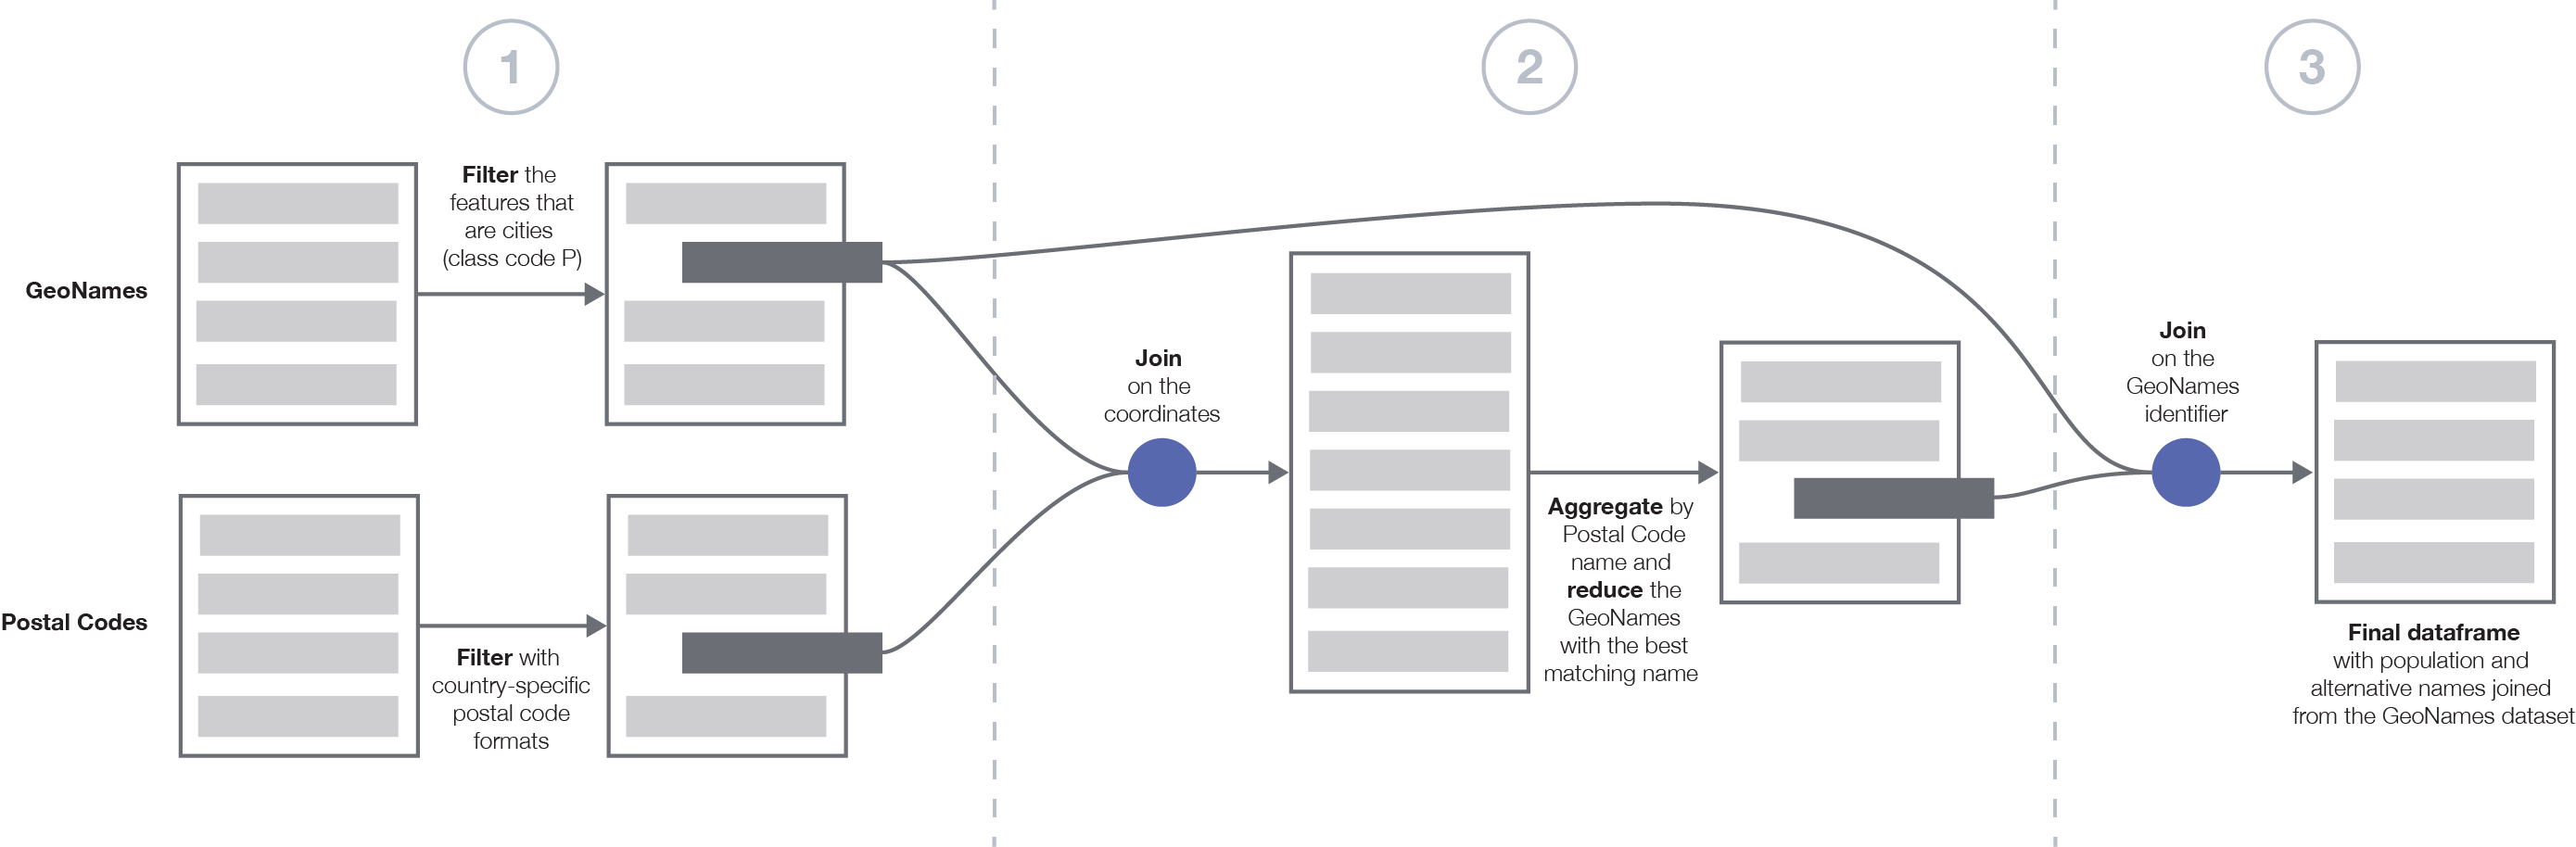 1
2
3
GeoNames
Filter the
features that
are cities
(class code P)
Postal Codes
Filter with
country-specific
postal code
formats
Join
on the
coordinates
Aggregate by
Postal Code
name and
reduce the
GeoNames
with the best
matching name
Join
on the
GeoNames
identifier
Final dataframe
with population and
alternative names joined
from the GeoNames dataset